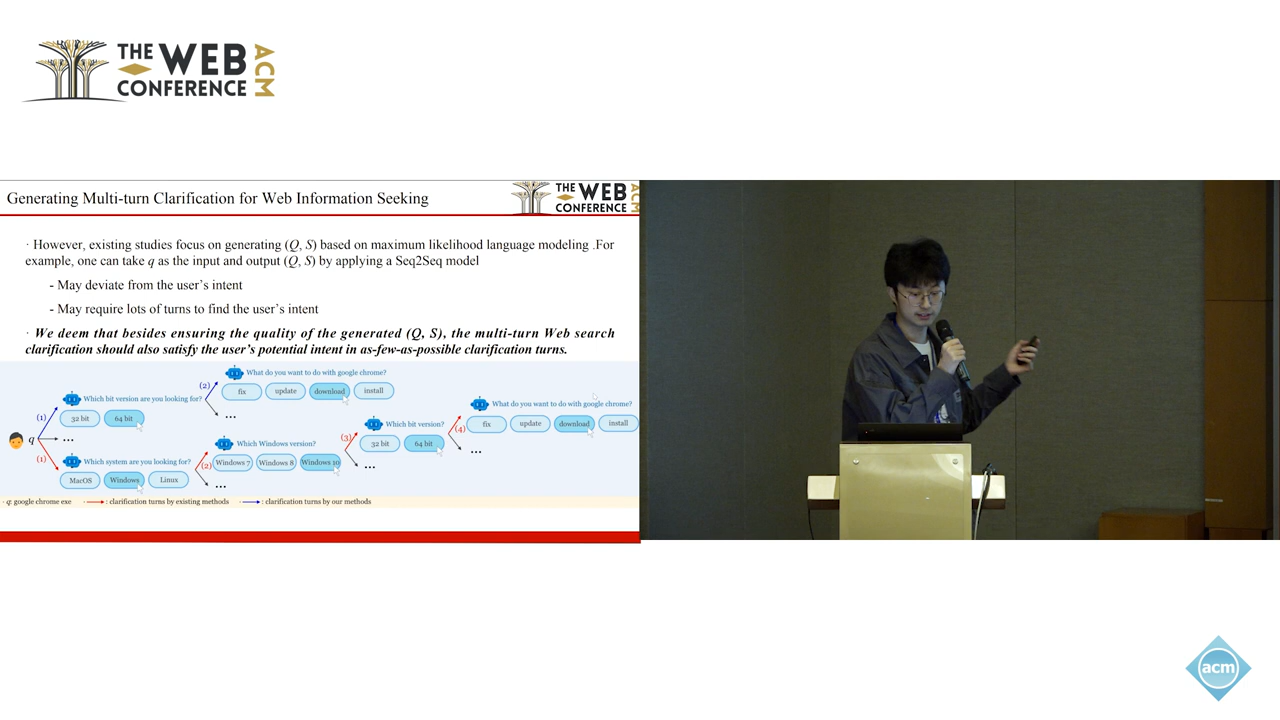 THE WEB
CONFERENCE
ACM
Generating Multi-turn Clarification for Web Information Seeking
THE WEB
CONFERENCE
ACM
· However, existing studies focus on generating (Q, S) based on maximum likelihood language modeling .For
example, one can take q as the input and output (Q, S) by applying a Seq2Seq model
- May deviate from the user's intent
- May require lots of turns to find the user's intent
· We deem that besides ensuring the quality of the generated (Q, S), the multi-turn Web search
clarification should also satisfy the user's potential intent in as-few-as-possible clarification turns.
(2) What do you want to do with google chrome?
fix update download install
...
(1) Which bit version are you looking for?
32 bit 64 bit
q ...
(1) Which system are you looking for?
MacOS Windows Linux
(2) Which Windows version?
Windows 7 Windows 8 Windows 10
...
(3) Which bit version?
32 bit 64 bit
...
(4) What do you want to do with google chrome?
fix update download install
...
· q: google chrome exe : clarification turns by existing methods : clarification turns by our methods
acm